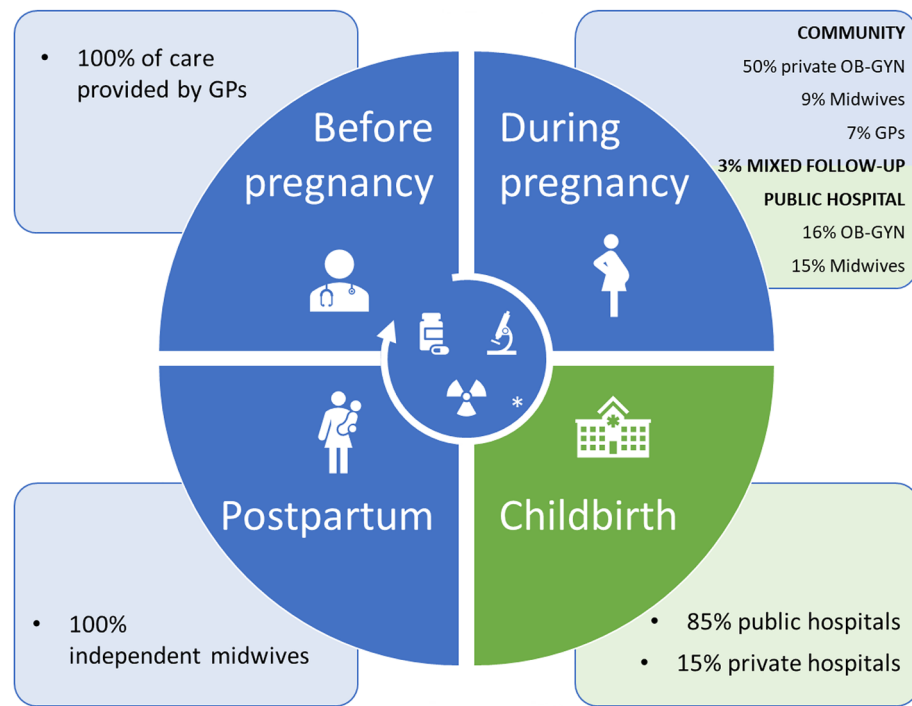 • 100% of care
provided by GPs
Before
pregnancy
During
pregnancy
COMMUNITY
50% private OB-GYN
9% Midwives
7% GPs
3% MIXED FOLLOW-UP
PUBLIC HOSPITAL
16% OB-GYN
15% Midwives
*
Postpartum
Childbirth
• 100%
independent midwives
• 85% public hospitals
• 15% private hospitals